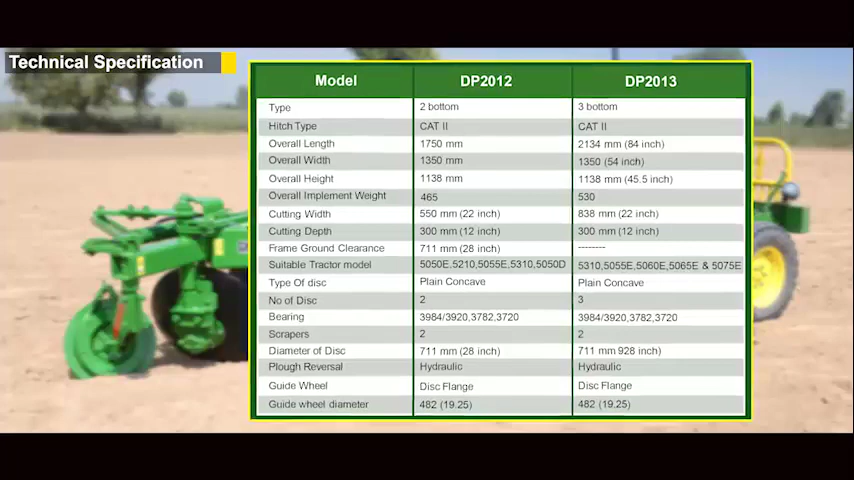 Technical Specification
Model DP2012 DP2013
Type 2 bottom 3 bottom
Hitch Type CAT II CAT II
Overall Length 1750 mm 2134 mm (84 inch)
Overall Width 1350 mm 1350 (54 inch)
Overall Height 1138 mm 1138 mm (45.5 inch)
Overall Implement Weight 465 530
Cutting Width 550 mm (22 inch) 838 mm (22 inch)
Cutting Depth 300 mm (12 inch) 300 mm (12 inch)
Frame Ground Clearance 711 mm (28 inch) --------
Suitable Tractor model 5050E,5210,5055E,5310,5050D 5310,5055E,5060E,5065E & 5075E
Type Of disc Plain Concave Plain Concave
No of Disc 2 3
Bearing 3984/3920,3782,3720 3984/3920,3782,3720
Scrapers 2 2
Diameter of Disc 711 mm (28 inch) 711 mm 928 inch)
Plough Reversal Hydraulic Hydraulic
Guide Wheel Disc Flange Disc Flange
Guide wheel diameter 482 (19.25) 482 (19.25)